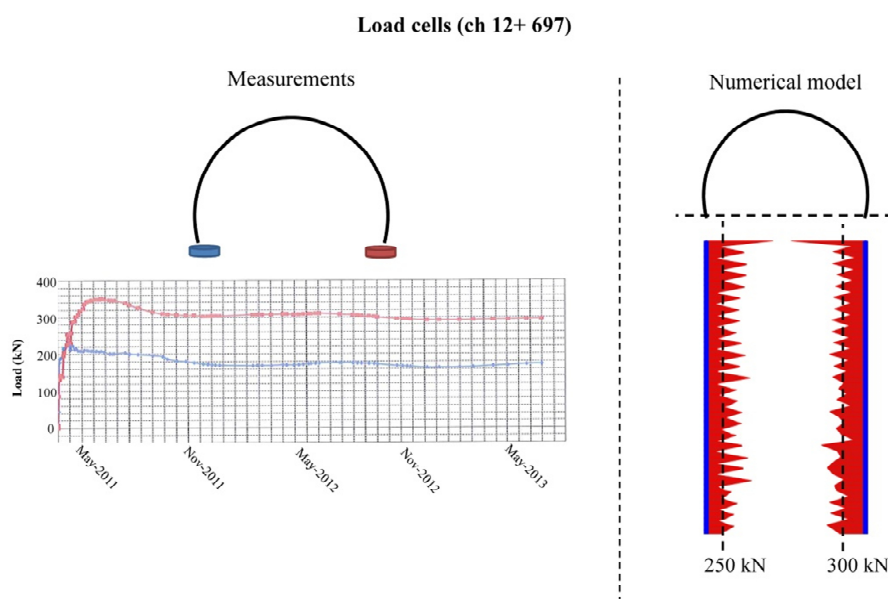 Load cells (ch 12+ 697)
Measurements
Numerical model
400
300
200
100
0
Load (kN)
May-2011
Nov-2011
May-2012
Nov-2012
May-2013
250 kN
300 kN